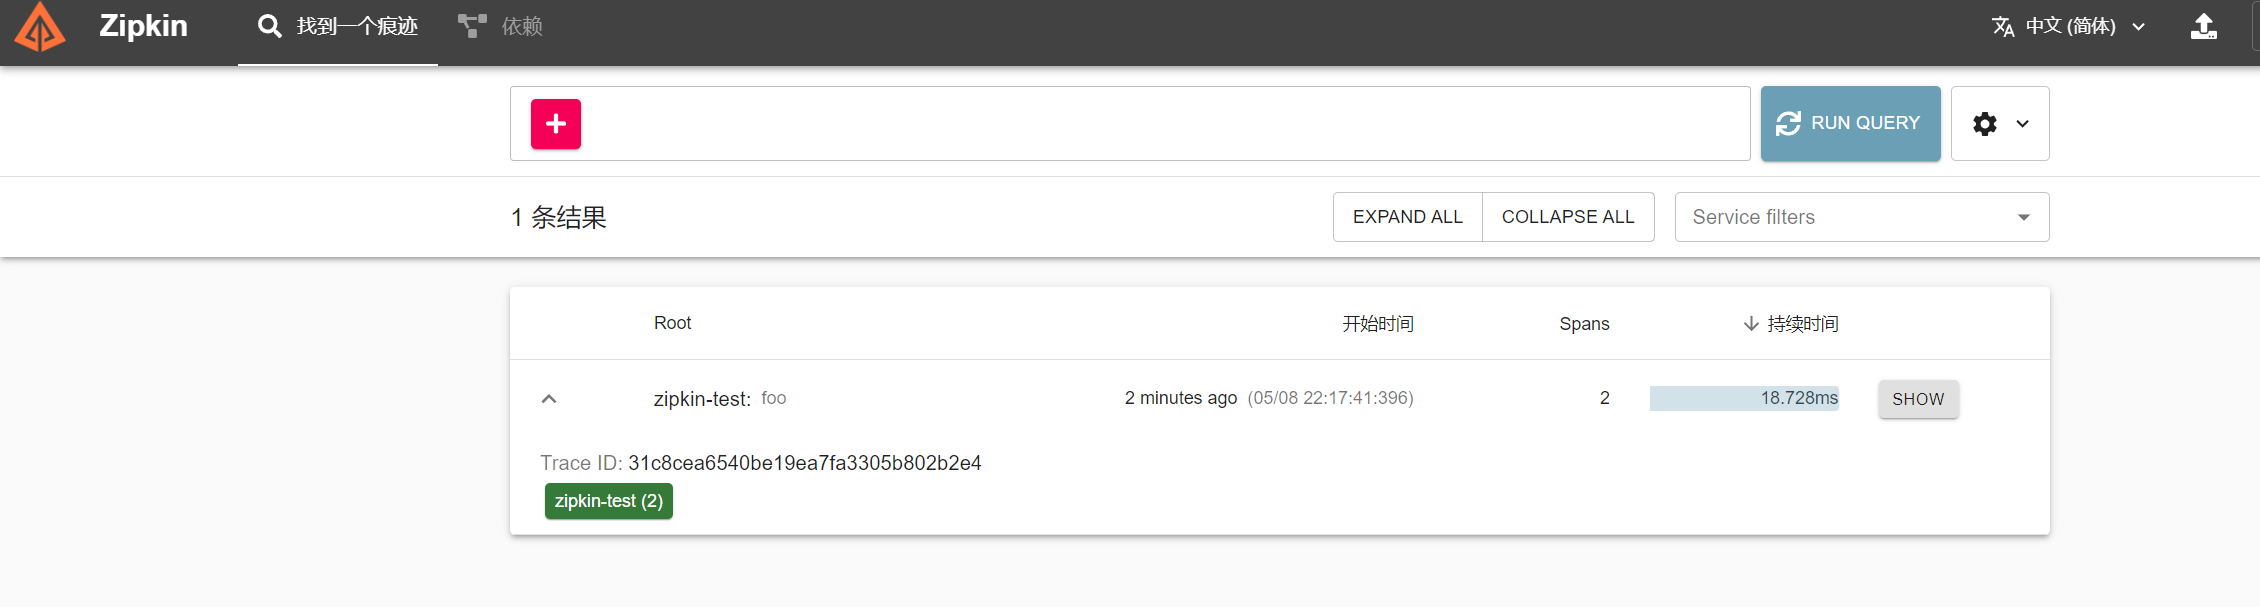 Zipkin 找到一个痕迹 依赖 中文 (简体)
RUN QUERY
1 条结果 EXPAND ALL COLLAPSE ALL Service filters
Root 开始时间 Spans 持续时间
zipkin-test: foo 2 minutes ago (05/08 22:17:41:396) 2 18.728ms SHOW
Trace ID: 31c8cea6540be19ea7fa3305b802b2e4
zipkin-test (2)